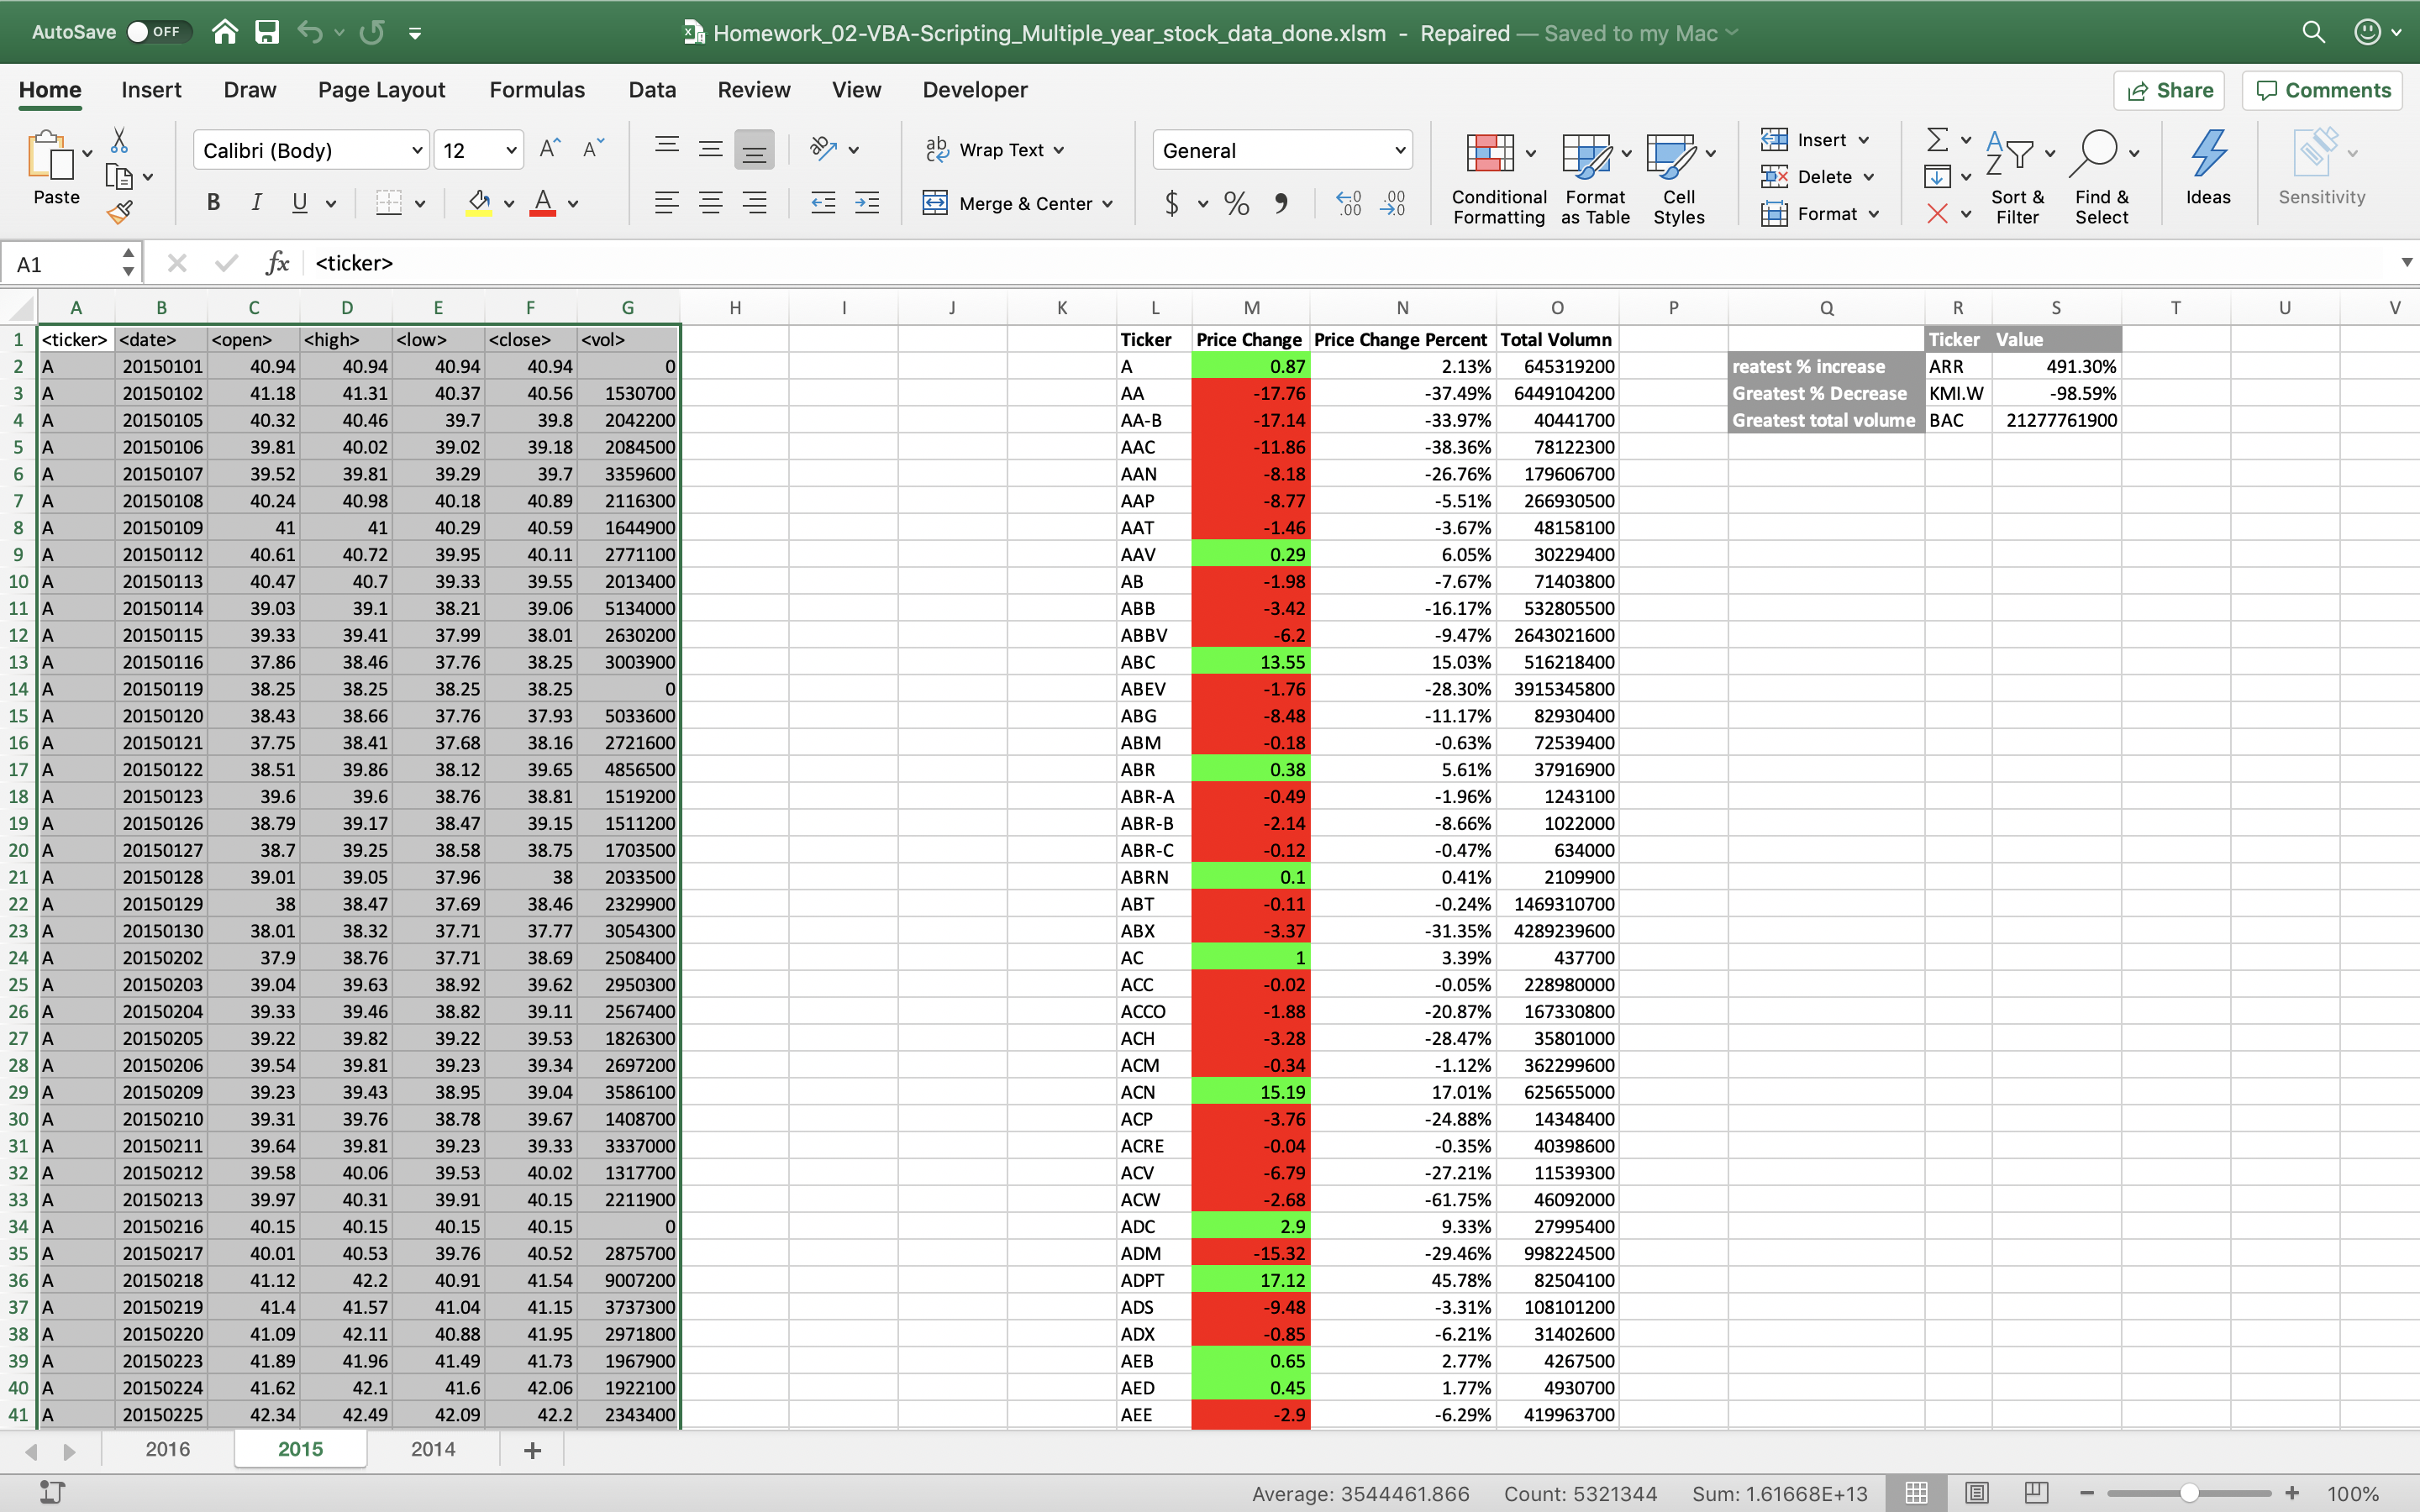 AutoSave OFF Homework_02-VBA-Scripting_Multiple_year_stock_data_done.xlsm - Repaired — Saved to my Mac
Home Insert Draw Page Layout Formulas Data Review View Developer Share Comments
Paste
Calibri (Body) 12
Wrap Text
General
B I U
Merge & Center
$ % 9 .00 .00
Conditional Formatting
Format as Table
Cell Styles
Insert
Delete
Format
Sort & Filter
Find & Select
Ideas
Sensitivity
A1 fx <ticker>
A B C D E F G H I J K L M N O P Q R S T U V
1 <ticker> <date> <open> <high> <low> <close> <vol> Ticker Price Change Price Change Percent Total Volumn Ticker Value
2 A 20150101 40.94 40.94 40.94 40.94 0 A 0.87 2.13% 645319200 reatest % increase ARR 491.30%
3 A 20150102 41.18 41.31 40.37 40.56 1530700 AA -17.76 -37.49% 6449104200 Greatest % Decrease KMI.W -98.59%
4 A 20150105 40.32 40.46 39.7 39.8 2042200 AA-B -17.14 -33.97% 40441700 Greatest total volume BAC 21277761900
5 A 20150106 39.81 40.02 39.02 39.18 2084500 AAC -11.86 -38.36% 78122300
6 A 20150107 39.52 39.81 39.29 39.7 3359600 AAN -8.18 -26.76% 179606700
7 A 20150108 40.24 40.98 40.18 40.89 2116300 AAP -8.77 -5.51% 266930500
8 A 20150109 41 41 40.29 40.59 1644900 AAT -1.46 -3.67% 48158100
9 A 20150112 40.61 40.72 39.95 40.11 2771100 AAV 0.29 6.05% 30229400
10 A 20150113 40.47 40.7 39.33 39.55 2013400 AB -1.98 -7.67% 71403800
11 A 20150114 39.03 39.1 38.21 39.06 5134000 ABB -3.42 -16.17% 532805500
12 A 20150115 39.33 39.41 37.99 38.01 2630200 ABBV -6.2 -9.47% 2643021600
13 A 20150116 37.86 38.46 37.76 38.25 3003900 ABC 13.55 15.03% 516218400
14 A 20150119 38.25 38.25 38.25 38.25 0 ABEV -1.76 -28.30% 3915345800
15 A 20150120 38.43 38.66 37.76 37.93 5033600 ABG -8.48 -11.17% 82930400
16 A 20150121 37.75 38.41 37.68 38.16 2721600 ABM -0.18 -0.63% 72539400
17 A 20150122 38.51 39.86 38.12 39.65 4856500 ABR 0.38 5.61% 37916900
18 A 20150123 39.6 39.6 38.76 38.81 1519200 ABR-A -0.49 -1.96% 1243100
19 A 20150126 38.79 39.17 38.47 39.15 1511200 ABR-B -2.14 -8.66% 1022000
20 A 20150127 38.7 39.25 38.58 38.75 1703500 ABR-C -0.12 -0.47% 634000
21 A 20150128 39.01 39.05 37.96 38 2033500 ABRN 0.1 0.41% 2109900
22 A 20150129 38 38.47 37.69 38.46 2329900 ABT -0.11 -0.24% 1469310700
23 A 20150130 38.01 38.32 37.71 37.77 3054300 ABX -3.37 -31.35% 4289239600
24 A 20150202 37.9 38.76 37.71 38.69 2508400 AC 1 3.39% 437700
25 A 20150203 39.04 39.63 38.92 39.62 2950300 ACC -0.02 -0.05% 228980000
26 A 20150204 39.33 39.46 38.82 39.11 2567400 ACCO -1.88 -20.87% 167330800
27 A 20150205 39.22 39.82 39.22 39.53 1826300 ACH -3.28 -28.47% 35801000
28 A 20150206 39.54 39.81 39.23 39.34 2697200 ACM -0.34 -1.12% 362299600
29 A 20150209 39.23 39.43 38.95 39.04 3586100 ACN 15.19 17.01% 625655000
30 A 20150210 39.31 39.76 38.78 39.67 1408700 ACP -3.76 -24.88% 14348400
31 A 20150211 39.64 39.81 39.23 39.33 3337000 ACRE -0.04 -0.35% 40398600
32 A 20150212 39.58 40.06 39.53 40.02 1317700 ACV -6.79 -27.21% 11539300
33 A 20150213 39.97 40.31 39.91 40.15 2211900 ACW -2.68 -61.75% 46092000
34 A 20150216 40.15 40.15 40.15 40.15 0 ADC 2.9 9.33% 27995400
35 A 20150217 40.01 40.53 39.76 40.52 2875700 ADM -15.32 -29.46% 998224500
36 A 20150218 41.12 42.2 40.91 41.54 9007200 ADPT 17.12 45.78% 82504100
37 A 20150219 41.4 41.57 41.04 41.15 3737300 ADS -9.48 -3.31% 108101200
38 A 20150220 41.09 42.11 40.88 41.95 2971800 ADX -0.85 -6.21% 31402600
39 A 20150223 41.89 41.96 41.49 41.73 1967900 AEB 0.65 2.77% 4267500
40 A 20150224 41.62 42.1 41.6 42.06 1922100 AED 0.45 1.77% 4930700
41 A 20150225 42.34 42.49 42.09 42.2 2343400 AEE -2.9 -6.29% 419963700
2016 2015 2014 +
Average: 3544461.866 Count: 5321344 Sum: 1.61668E+13 100%